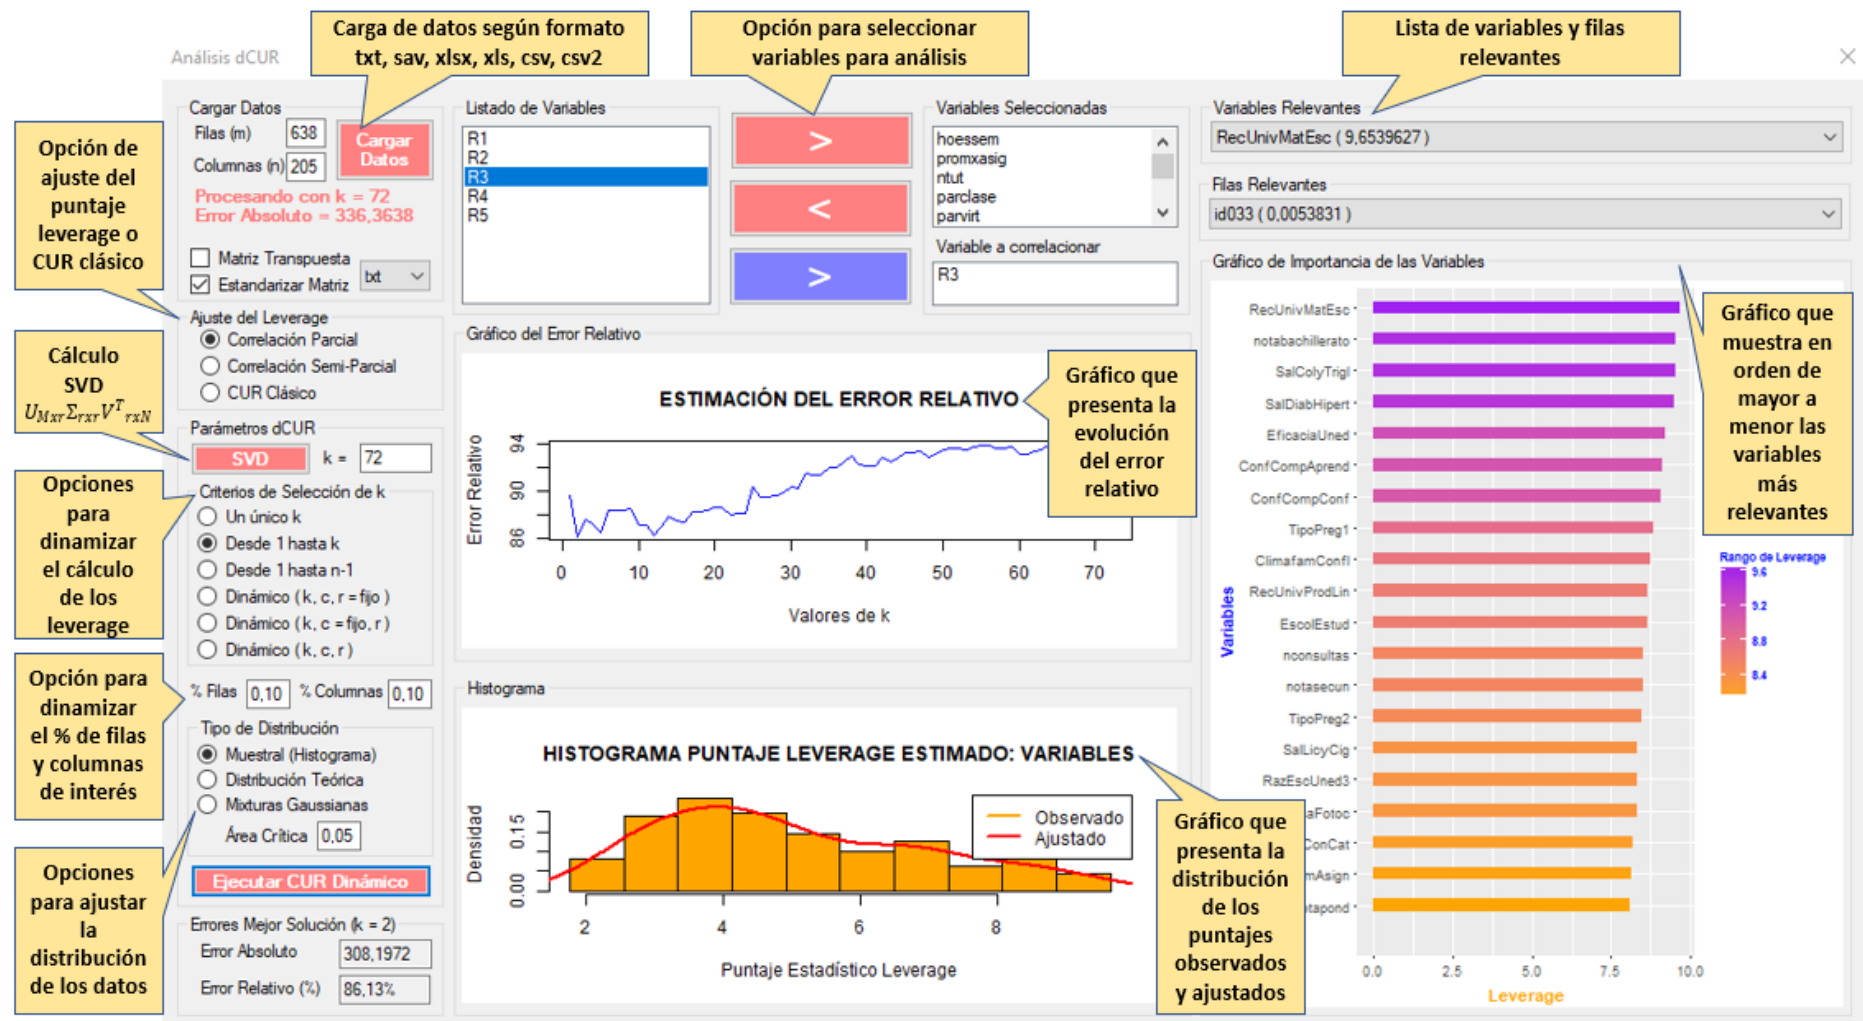 Análisis dCUR
Carga de datos según formato
txt, sav, xlsx, xls, csv, csv2
Opción para seleccionar
variables para análisis
Lista de variables y filas
relevantes
Opción de
ajuste del
puntaje
leverage o
CUR clásico
Cálculo
SVD
U_{Mxr}Σ_{rxr}V^T_{rxN}
Opciones
para
dinamizar
el cálculo
de los
leverage
Opción para
dinamizar
el % de filas
y columnas
de interés
Opciones
para ajustar
la
distribución
de los datos
Cargar Datos
Filas (m) 638
Columnas (n) 205
Cargar
Datos
Procesando con k = 72
Error Absoluto = 336,3638
Matriz Transpuesta
Estandarizar Matriz txt
Ajuste del Leverage
Correlación Parcial
Correlación Semi-Parcial
CUR Clásico
Parámetros dCUR
SVD k = 72
Criterios de Selección de k
Un único k
Desde 1 hasta k
Desde 1 hasta n-1
Dinámico ( k, c, r = fijo )
Dinámico ( k, c = fijo, r )
Dinámico ( k, c, r )
% Filas 0,10 % Columnas 0,10
Tipo de Distribución
Muestral (Histograma)
Distribución Teórica
Mixturas Gaussianas
Área Crítica 0,05
Ejecutar CUR Dinámico
Errores Mejor Solución (k = 2)
Error Absoluto 308,1972
Error Relativo (%) 86,13%
Listado de Variables
R1
R2
R3
R4
R5
>
<
>
Variables Seleccionadas
hoessem
promxasig
ntut
parclase
parvirt
Variable a correlacionar
R3
Gráfico del Error Relativo
ESTIMACIÓN DEL ERROR RELATIVO
Error Relativo
94
90
86
0 10 20 30 40 50 60 70
Valores de k
Gráfico que
presenta la
evolución
del error
relativo
Histograma
HISTOGRAMA PUNTAJE LEVERAGE ESTIMADO: VARIABLES
Observado
Ajustado
Densidad
0.15
0.00
2 4 6 8
Puntaje Estadístico Leverage
Gráfico que
presenta la
distribución
de los
puntajes
observados
y ajustados
Variables Relevantes
RecUnivMatEsc ( 9,6539627 )
Filas Relevantes
id033 ( 0,0053831 )
Gráfico de Importancia de las Variables
Variables
RecUnivMatEsc
notabachillerato
SalColyTrigl
SalDiabHipert
EficaciaUned
ConfCompAprend
ConfCompConf
TipoPreg1
ClimafamConfl
RecUnivProdLin
EscolEstud
noonsultas
notasecun
TipoPreg2
SalLicyCig
RazEscUned3
aFotoc
ConCat
mAsign
tapond
0.0 2.5 5.0 7.5 10.0
Leverage
Gráfico que
muestra en
orden de
mayor a
menor las
variables
más
relevantes
Rango de Leverage
9.6
9.2
8.8
8.4